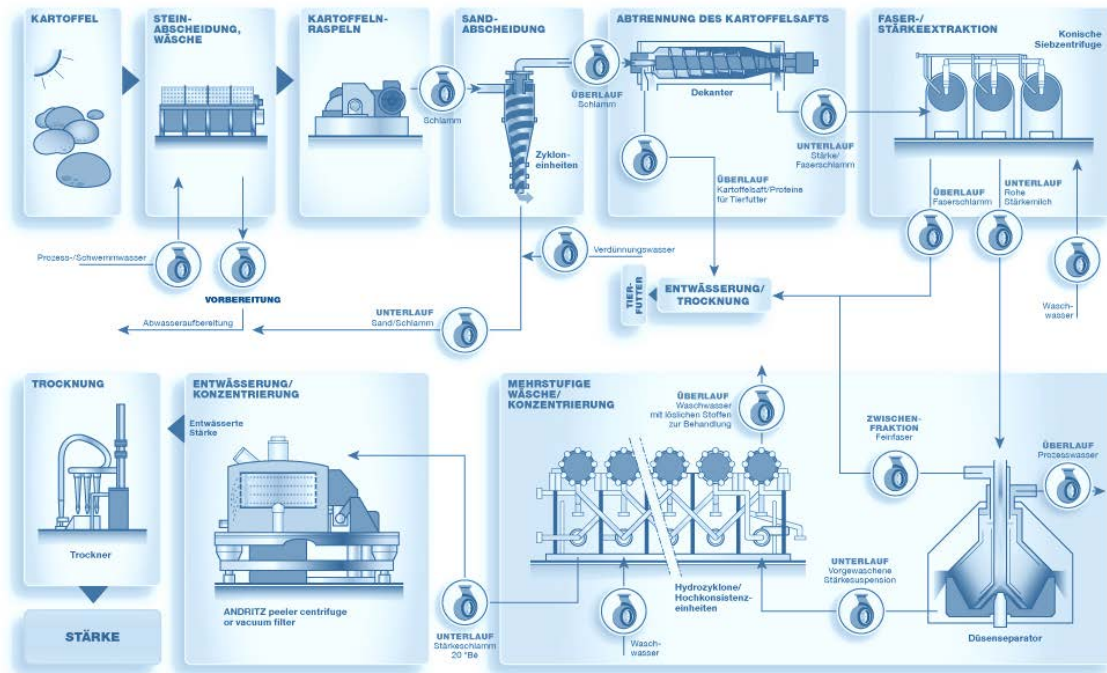 KARTOFFEL
STEIN-
ABSCHEIDUNG,
WÄSCHE
KARTOFFELN-
RASPELN
SAND-
ABSCHEIDUNG
ABTRENNUNG DES KARTOFFELSAFTS
FASER-/
STÄRKEEXTRAKTION
Konische
Siebzentrifuge
Schlamm
Zyklon-
einheiten
ÜBERLAUF
Schlamm
Dekanter
UNTERLAUF
Stärke/
Faserschlamm
ÜBERLAUF
Kartoffelsaft/Proteine
für Tierfutter
ÜBERLAUF
Faserschlamm
UNTERLAUF
Rohe
Stärkemilch
Prozess-/Schwemmwasser
VORBEREITUNG
Verdünnungswasser
TIER-
FUTTER
ENTWÄSSERUNG/
TROCKNUNG
Wasch-
wasser
Abwasseraufbereitung
UNTERLAUF
Sand/Schlamm
TROCKNUNG
Trockner
STÄRKE
ENTWÄSSERUNG/
KONZENTRIERUNG
Entwässerte
Stärke
ANDRITZ peeler centrifuge
or vacuum filter
UNTERLAUF
Stärkeschlamm
20 °Bé
MEHRSTUFIGE
WÄSCHE/
KONZENTRIERUNG
ÜBERLAUF
Waschwasser
mit löslichen Stoffen
zur Behandlung
Hydrozyklone/
Hochkonsistenz-
einheiten
Wasch-
wasser
ZWISCHEN-
FRAKTION
Feinfaser
ÜBERLAUF
Prozesswasser
UNTERLAUF
Vorgewaschene
Stärkesuspension
Düsenseparator